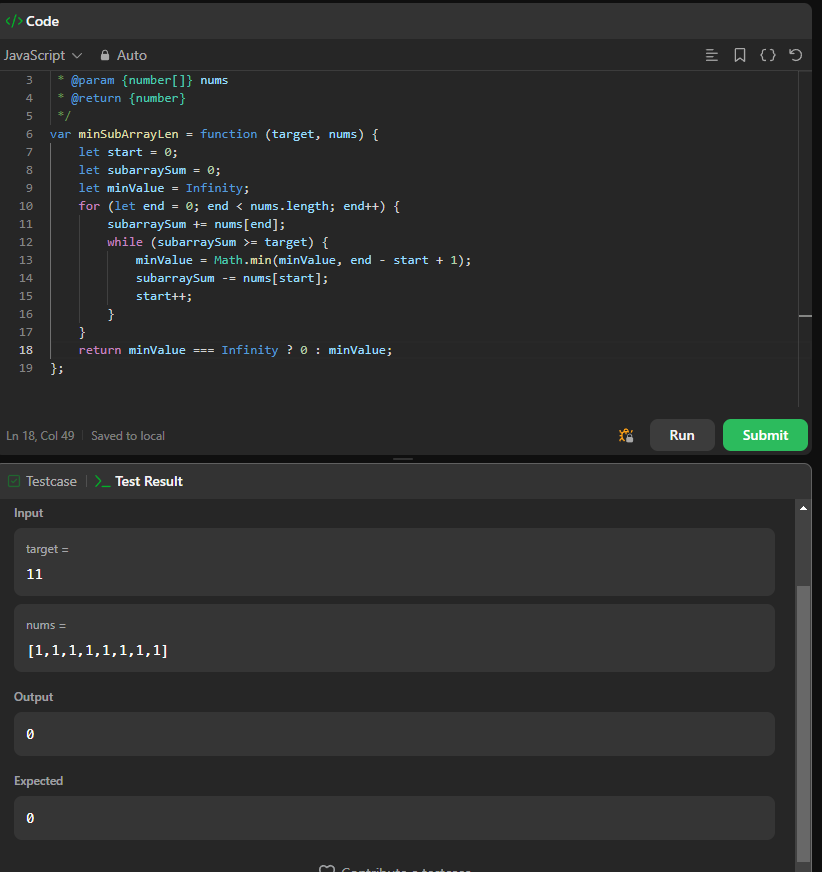 </> Code
JavaScript Auto
3 * @param {number[]} nums
4 * @return {number}
5 */
6 var minSubArrayLen = function (target, nums) {
7 let start = 0;
8 let subarraySum = 0;
9 let minValue = Infinity;
10 for (let end = 0; end < nums.length; end++) {
11 subarraySum += nums[end];
12 while (subarraySum >= target) {
13 minValue = Math.min(minValue, end - start + 1);
14 subarraySum -= nums[start];
15 start++;
16 }
17 }
18 return minValue === Infinity ? 0 : minValue;
19 };
Ln 18, Col 49 Saved to local
Run
Submit
Testcase >_ Test Result
Input
target =
11
nums =
[1,1,1,1,1,1,1,1]
Output
0
Expected
0
Contribute a testcase